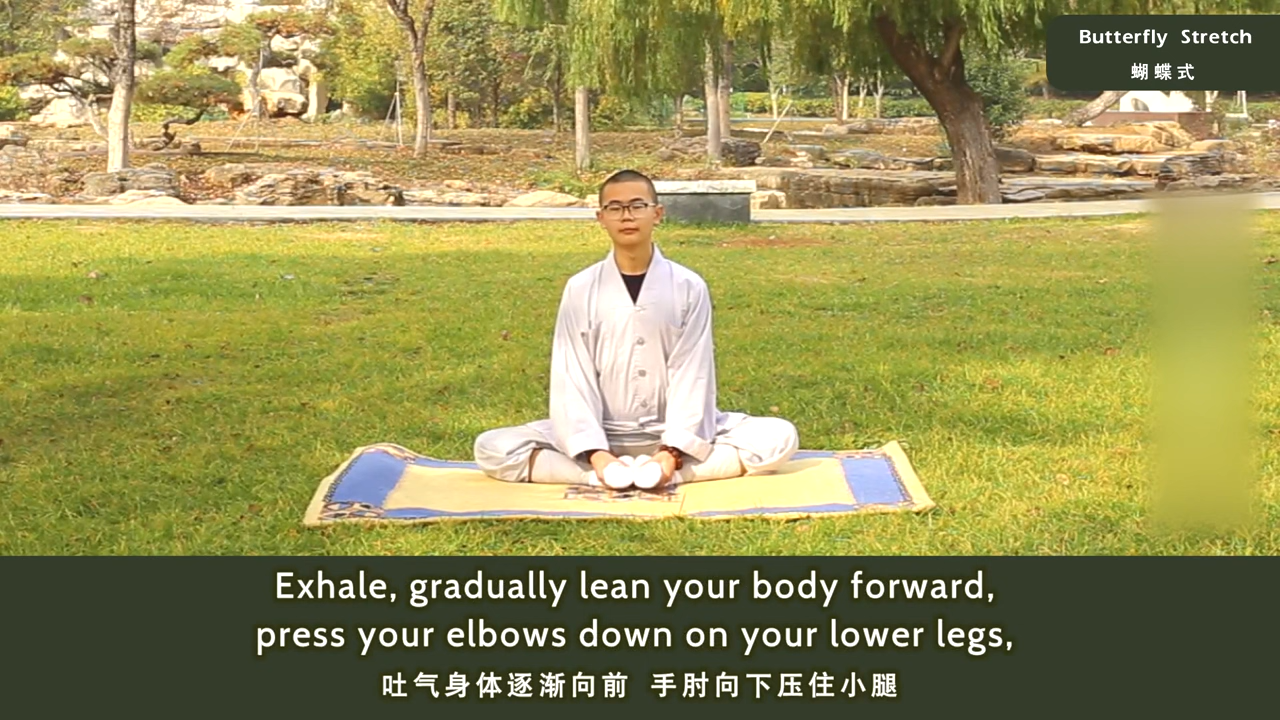 Butterfly Stretch
蝴蝶式
Exhale, gradually lean your body forward,
press your elbows down on your lower legs,
吐气身体逐渐向前 手肘向下压住小腿